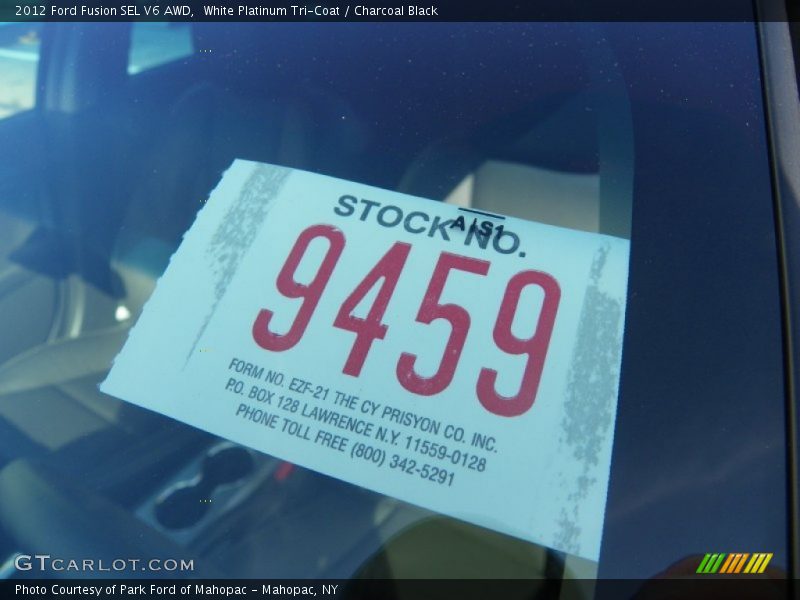 2012 Ford Fusion SEL V6 AWD,  White Platinum Tri-Coat / Charcoal Black
STOCK NO.
A|S1
9459
FORM NO. EZF-21 THE CY PRISYON CO. INC.
P.O. BOX 128 LAWRENCE N.Y. 11559-0128
PHONE TOLL FREE (800) 342-5291
GTCARLOT.COM
Photo Courtesy of Park Ford of Mahopac - Mahopac, NY